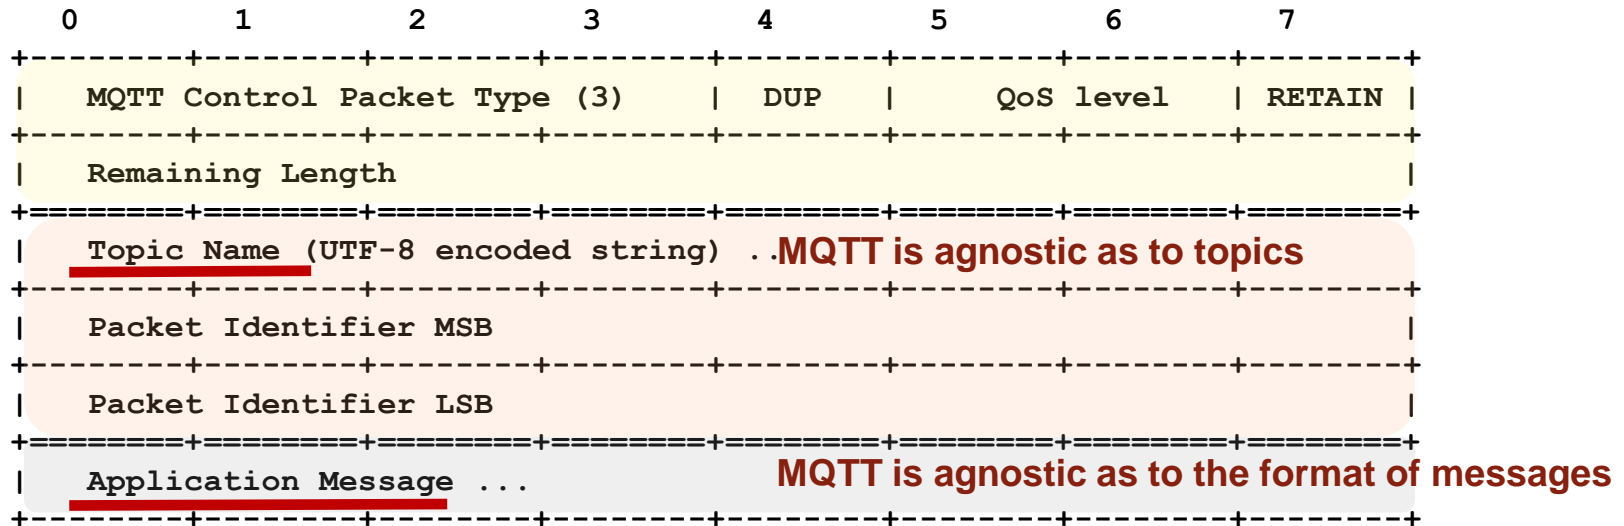 0 1 2 3 4 5 6 7
+--------+--------+--------+--------+--------+--------+--------+--------+
| MQTT Control Packet Type (3) | DUP | QoS level | RETAIN |
+--------+--------+--------+--------+--------+--------+--------+--------+
| Remaining Length |
+========+========+========+========+========+========+========+========+
| Topic Name (UTF-8 encoded string) .. MQTT is agnostic as to topics
+--------+--------+--------+--------+--------+--------+--------+--------+
| Packet Identifier MSB |
+--------+--------+--------+--------+--------+--------+--------+--------+
| Packet Identifier LSB |
+========+========+========+========+========+========+========+========+
| Application Message ... MQTT is agnostic as to the format of messages
+--------+--------+--------+--------+--------+--------+--------+--------+